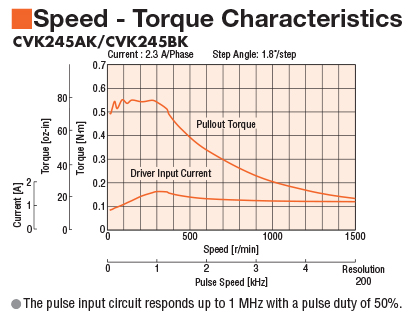 Speed - Torque Characteristics
CVK245AK/CVK245BK
Current : 2.3 A/Phase Step Angle: 1.8˚/step
Current [A]
2
1
0
Torque [oz-in]
80
60
40
20
0
Torque [N•m]
0.7
0.6
0.5
0.4
0.3
0.2
0.1
0
Pullout Torque
Driver Input Current
0 500 1000 1500
Speed [r/min]
0 1 2 3 4 Resolution
Pulse Speed [kHz] 200
The pulse input circuit responds up to 1 MHz with a pulse duty of 50%.